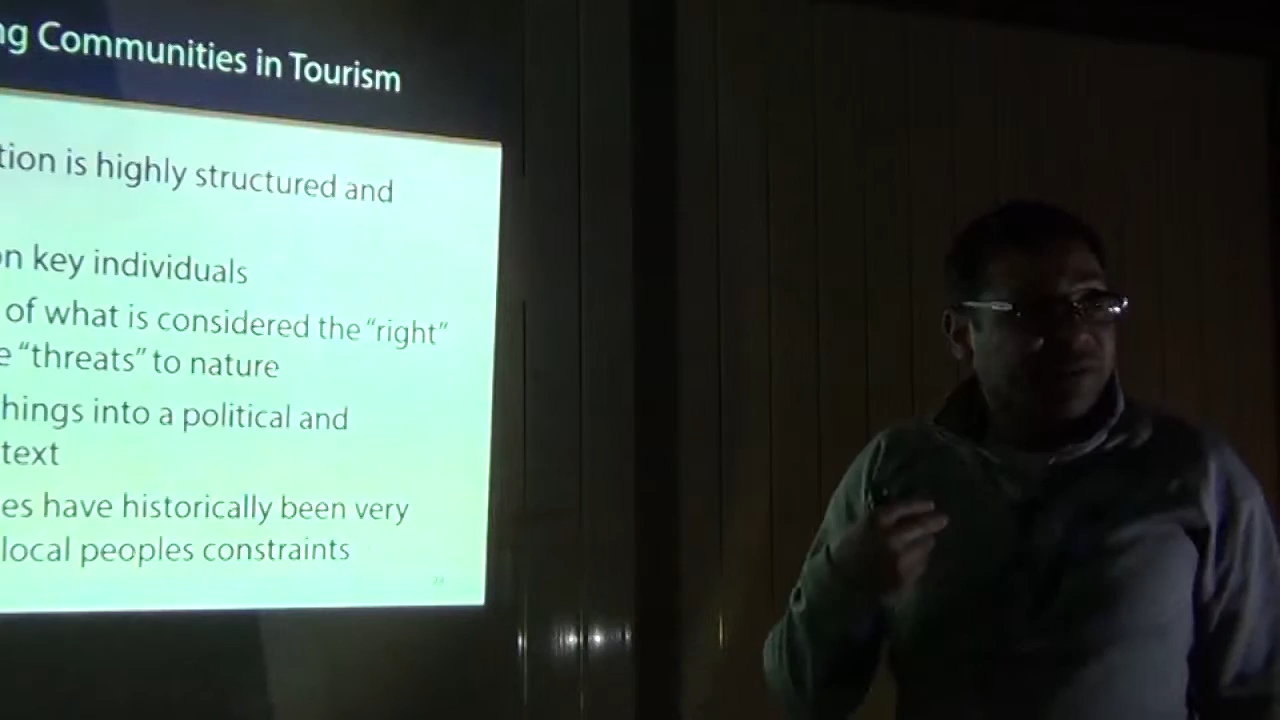 ng Communities in Tourism
tion is highly structured and
on key individuals
of what is considered the “right”
e “threats” to nature
hings into a political and
text
es have historically been very
local peoples constraints